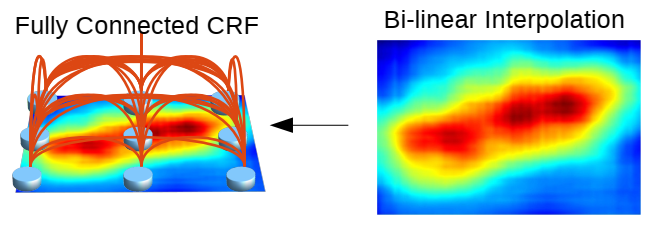 Fully Connected CRF
Bi-linear Interpolation